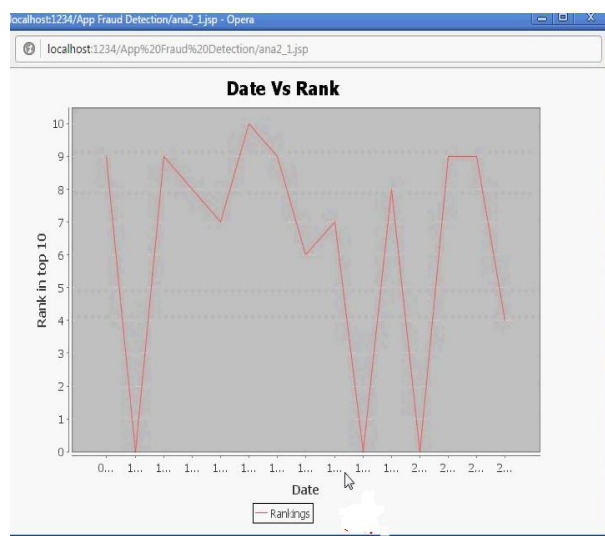 localhost:1234/App Fraud Detection/ana2_1.jsp - Opera
localhost:1234/App%20Fraud%20Detection/ana2_1.jsp
Date Vs Rank
Rank in top 10
10
9
8
7
6
5
4
3
2
1
0
0... 1... 1... 1... 1... 1... 1... 1... 1... 1... 1... 2... 2... 2... 2...
Date
Rankings